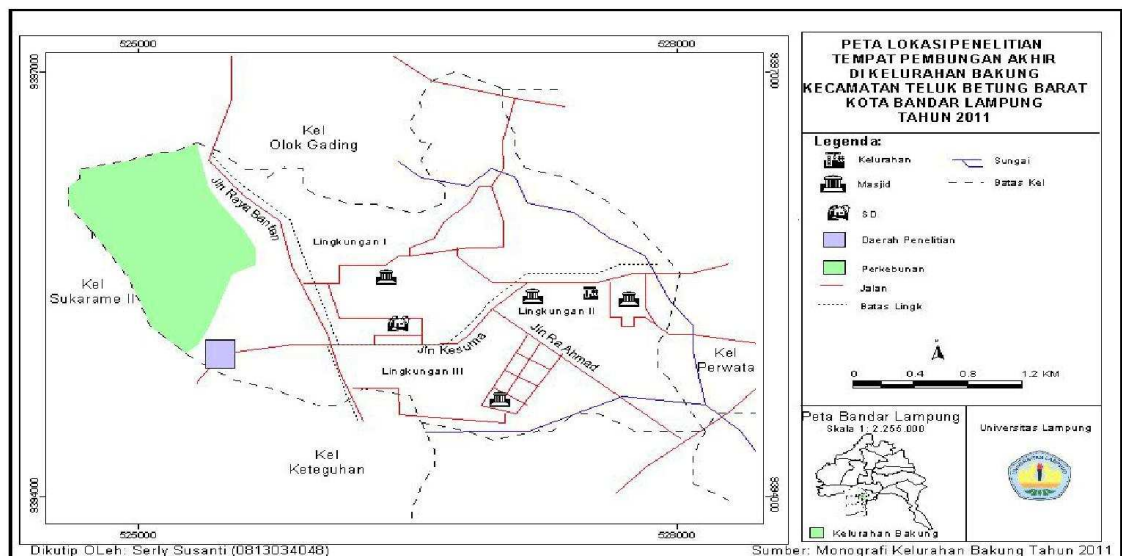 525000
528000
9397000
9397000
Kel
Olok Gading
Jln Raya Bantan
Lingkungan I
Kel
Sukarame II
Lingkungan II
Jln Kesuma
Jln Ra Ahmad
Lingkungan III
Kel
Perwata
Kel
Keteguhan
9394000
9394000
525000
528000
Dikutip OLeh: Serly Susanti (0813034048)
PETA LOKASI PENELITIAN
TEMPAT PEMBUNGAN AKHIR
DI KELURAHAN BAKUNG
KECAMATAN TELUK BETUNG BARAT
KOTA BANDAR LAMPUNG
TAHUN 2011
Legenda:
Kelurahan
Sungai
Masjid
Batas Kel
SD
Daerah Penelitian
Perkebunan
Jalan
Batas Lingk
0 0.4 0.8 1.2 KM
Peta Bandar Lampung
Skala 1: 2.255.000
Kelurahan Bakung
Universitas Lampung
Sumber: Monografi Kelurahan Bakung Tahun 2011